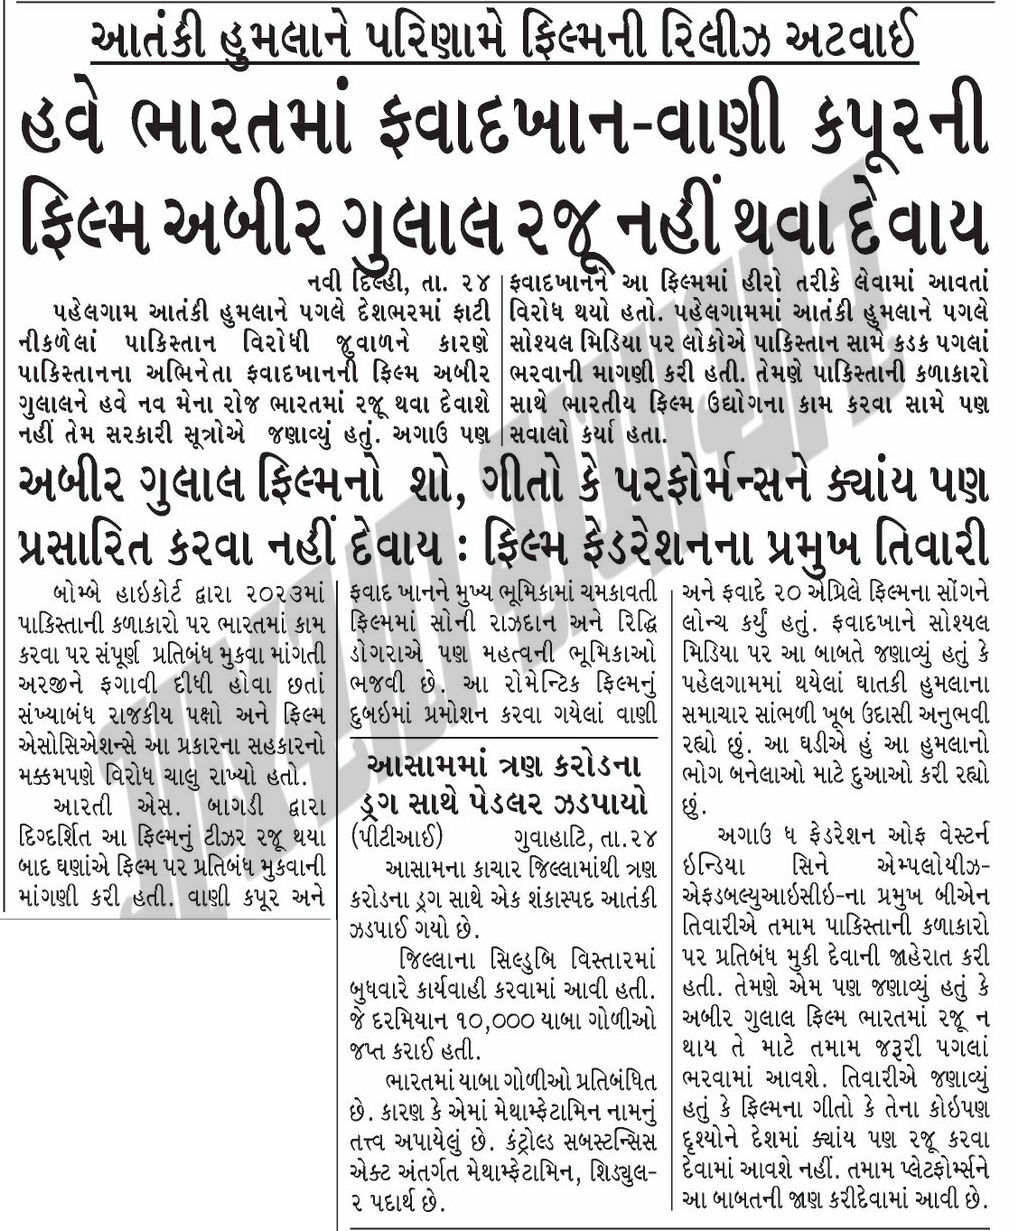 આતંકી હુમલાને પરિણામે ફિલ્મની રિલીઝ અટવાઈ
હવે ભારતમાં ફવાદખાન-વાણી કપૂરની
ફિલ્મ અબીર ગુલાલ રજૂ નહીં થવા દેવાય
નવી દિલ્હી, તા. ૨૪
પહેલગામ આતંકી હુમલાને પગલે દેશભરમાં ફાટી
નીકળેલાં પાકિસ્તાન વિરોધી જુવાળને કારણે
પાકિસ્તાનના અભિનેતા ફવાદખાનની ફિલ્મ અબીર
ગુલાલને હવે નવ મેના રોજ ભારતમાં રજૂ થવા દેવાશે
નહીં તેમ સરકારી સૂત્રોએ જણાવ્યું હતું. અગાઉ પણ
ફવાદખાનને આ ફિલ્મમાં હીરો તરીકે લેવામાં આવતાં
વિરોધ થયો હતો. પહેલગામમાં આતંકી હુમલાને પગલે
સોશ્યલ મિડિયા પર લોકોએ પાકિસ્તાન સામે કડક પગલાં
ભરવાની માગણી કરી હતી. તેમણે પાકિસ્તાની કળાકારો
સાથે ભારતીય ફિલ્મ ઉદ્યોગના કામ કરવા સામે પણ
સવાલો કર્યા હતા.
અબીર ગુલાલ ફિલ્મનો શો, ગીતો કે પરફોર્મન્સને ક્યાંય પણ
પ્રસારિત કરવા નહીં દેવાય : ફિલ્મ ફેડરેશનના પ્રમુખ તિવારી
બોમ્બે હાઇકોર્ટ દ્વારા ૨૦૨૩માં
પાકિસ્તાની કળાકારો પર ભારતમાં કામ
કરવા પર સંપૂર્ણ પ્રતિબંધ મુકવા માંગતી
અરજીને ફગાવી દીધી હોવા છતાં
સંખ્યાબંધ રાજકીય પક્ષો અને ફિલ્મ
એસોસિએશન્સે આ પ્રકારના સહકારનો
મક્કમપણે વિરોધ ચાલુ રાખ્યો હતો.
આરતી એસ. બાગડી દ્વારા
દિગ્દર્શિત આ ફિલ્મનું ટીઝર રજૂ થયા
બાદ ઘણાંએ ફિલ્મ પર પ્રતિબંધ મુકવાની
માંગણી કરી હતી. વાણી કપૂર અને
ફવાદ ખાનને મુખ્ય ભૂમિકામાં ચમકાવતી
ફિલ્મમાં સોની રાઝદાન અને રિદ્ધિ
ડોગરાએ પણ મહત્વની ભૂમિકાઓ
ભજવી છે. આ રોમેન્ટિક ફિલ્મનું
દુબઇમાં પ્રમોશન કરવા ગયેલાં વાણી
અને ફવાદે ૨૦ એપ્રિલે ફિલ્મના સોંગને
લોન્ચ કર્યું હતું. ફવાદખાને સોશ્યલ
મિડિયા પર આ બાબતે જણાવ્યું હતું કે
પહેલગામમાં થયેલાં ઘાતકી હુમલાના
સમાચાર સાંભળી ખૂબ ઉદાસી અનુભવી
રહ્યો છું. આ ઘડીએ હું આ હુમલાનો
ભોગ બનેલાઓ માટે દુઆઓ કરી રહ્યો
છું.
અગાઉ ધ ફેડરેશન ઓફ વેસ્ટર્ન
ઇન્ડિયા સિને એમ્પલોયીઝ-
એફડબલ્યુઆઇસીઇ-ના પ્રમુખ બીએન
તિવારીએ તમામ પાકિસ્તાની કળાકારો
પર પ્રતિબંધ મુકી દેવાની જાહેરાત કરી
હતી. તેમણે એમ પણ જણાવ્યું હતું કે
અબીર ગુલાલ ફિલ્મ ભારતમાં રજૂ ન
થાય તે માટે તમામ જરૂરી પગલાં
ભરવામાં આવશે. તિવારીએ જણાવ્યું
હતું કે ફિલ્મના ગીતો કે તેના કોઇપણ
દૃશ્યોને દેશમાં ક્યાંય પણ રજૂ કરવા
દેવામાં આવશે નહીં. તમામ પ્લેટફોર્મ્સને
આ બાબતની જાણ કરીદેવામાં આવી છે.
આસામમાં ત્રણ કરોડના
ડ્રગ સાથે પેડલર ઝડપાયો
(પીટીઆઈ) ગુવાહાટિ, તા.૨૪
આસામના કાચાર જિલ્લામાંથી ત્રણ
કરોડના ડ્રગ સાથે એક શંકાસ્પદ આતંકી
ઝડપાઈ ગયો છે.
જિલ્લાના સિલ્ડુબિ વિસ્તારમાં
બુધવારે કાર્યવાહી કરવામાં આવી હતી.
જે દરમિયાન ૧૦,૦૦૦ યાબા ગોળીઓ
જપ્ત કરાઈ હતી.
ભારતમાં યાબા ગોળીઓ પ્રતિબંધિત
છે. કારણ કે એમાં મેથામ્ફેટામિન નામનું
તત્ત્વ અપાયેલું છે. કંટ્રોલ્ડ સબસ્ટન્સિસ
એક્ટ અંતર્ગત મેથામ્ફેટામિન, શિડ્યુલ-
૨ પદાર્થ છે.